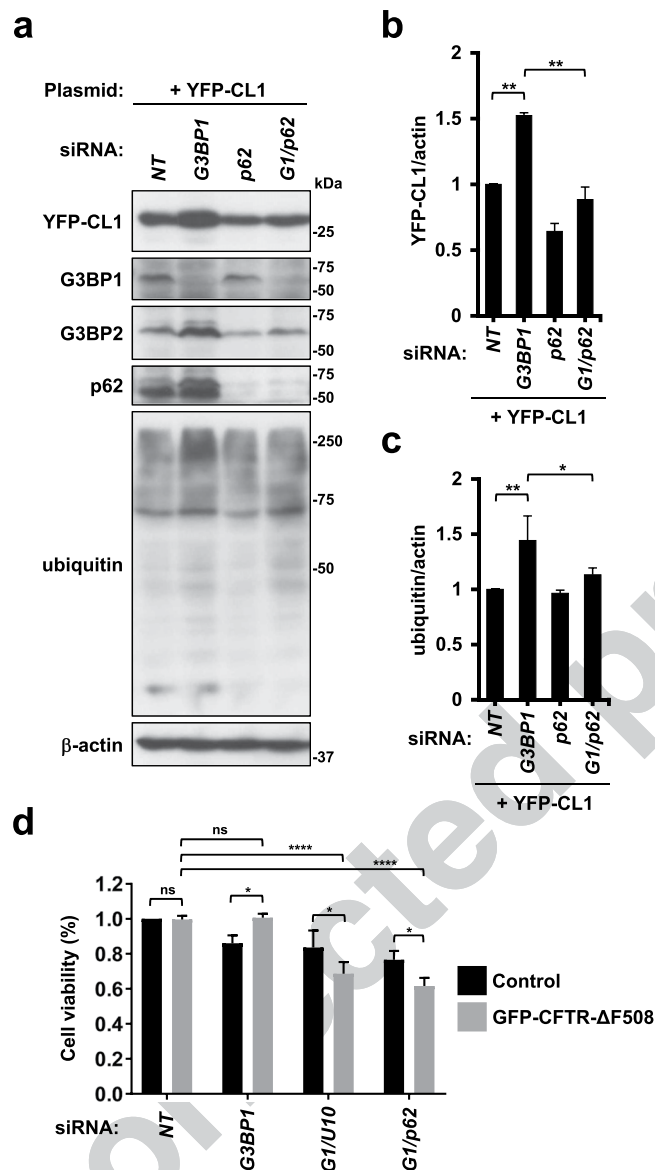 a
Plasmid: + YFP-CL1
siRNA: NT G3BP1 p62 G1/p62
kDa
YFP-CL1 -25
G3BP1 -75 -50
G3BP2 -75 -50
p62 -75 -50
ubiquitin -250 -75 -50
β-actin -37
b
YFP-CL1/actin
2
1.5
1
0.5
0
** **
siRNA: NT G3BP1 p62 G1/p62
+ YFP-CL1
c
ubiquitin/actin
2
1.5
1
0.5
0
** *
siRNA: NT G3BP1 p62 G1/p62
+ YFP-CL1
d
Cell viability (%)
1.2
1.0
0.8
0.6
0.4
0.2
0.0
ns
****
****
ns * * *
siRNA: NT G3BP1 G1/U10 G1/p62
Control
GFP-CFTR-ΔF508